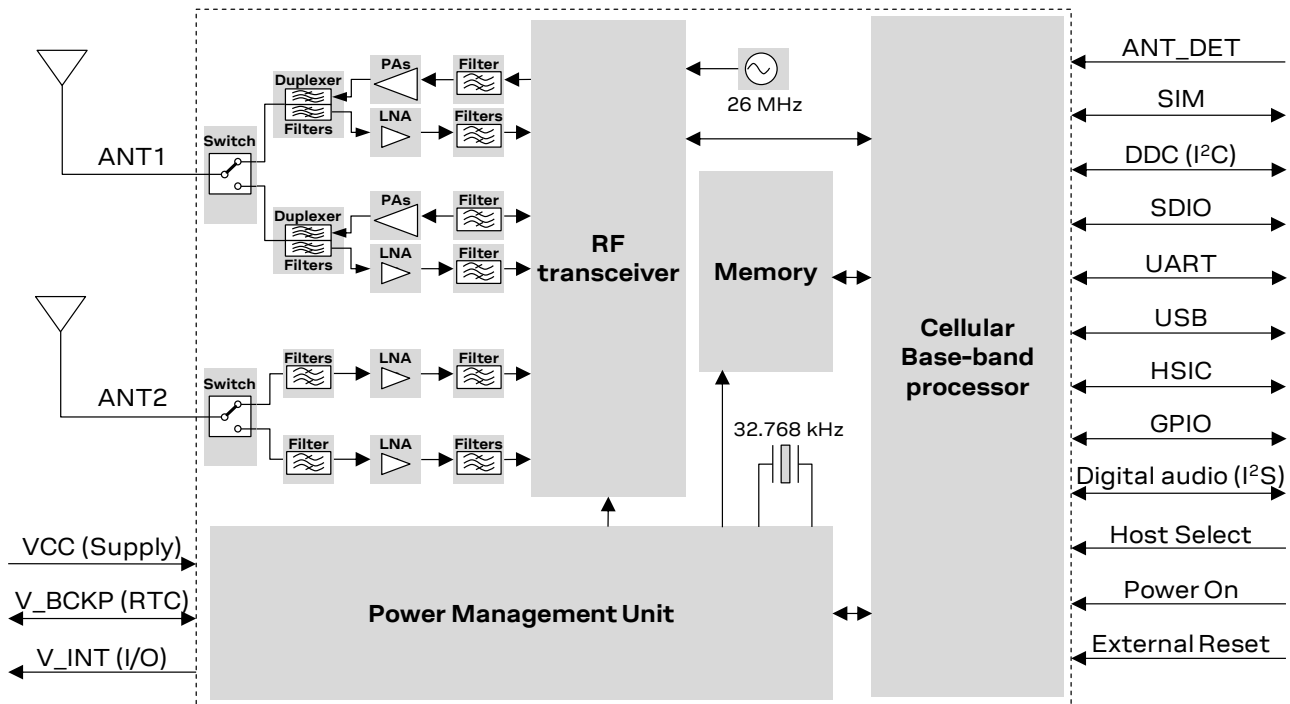 ANT1
Switch
Duplexer
Filters
PAs
Filter
LNA
Filters
Duplexer
Filters
PAs
Filter
LNA
Filter
ANT2
Switch
Filters
LNA
Filter
Filter
LNA
Filters
RF
transceiver
26 MHz
Memory
32.768 kHz
Cellular
Base-band
processor
Power Management Unit
VCC (Supply)
V_BCKP (RTC)
V_INT (I/O)
ANT_DET
SIM
DDC (I²C)
SDIO
UART
USB
HSIC
GPIO
Digital audio (I²S)
Host Select
Power On
External Reset